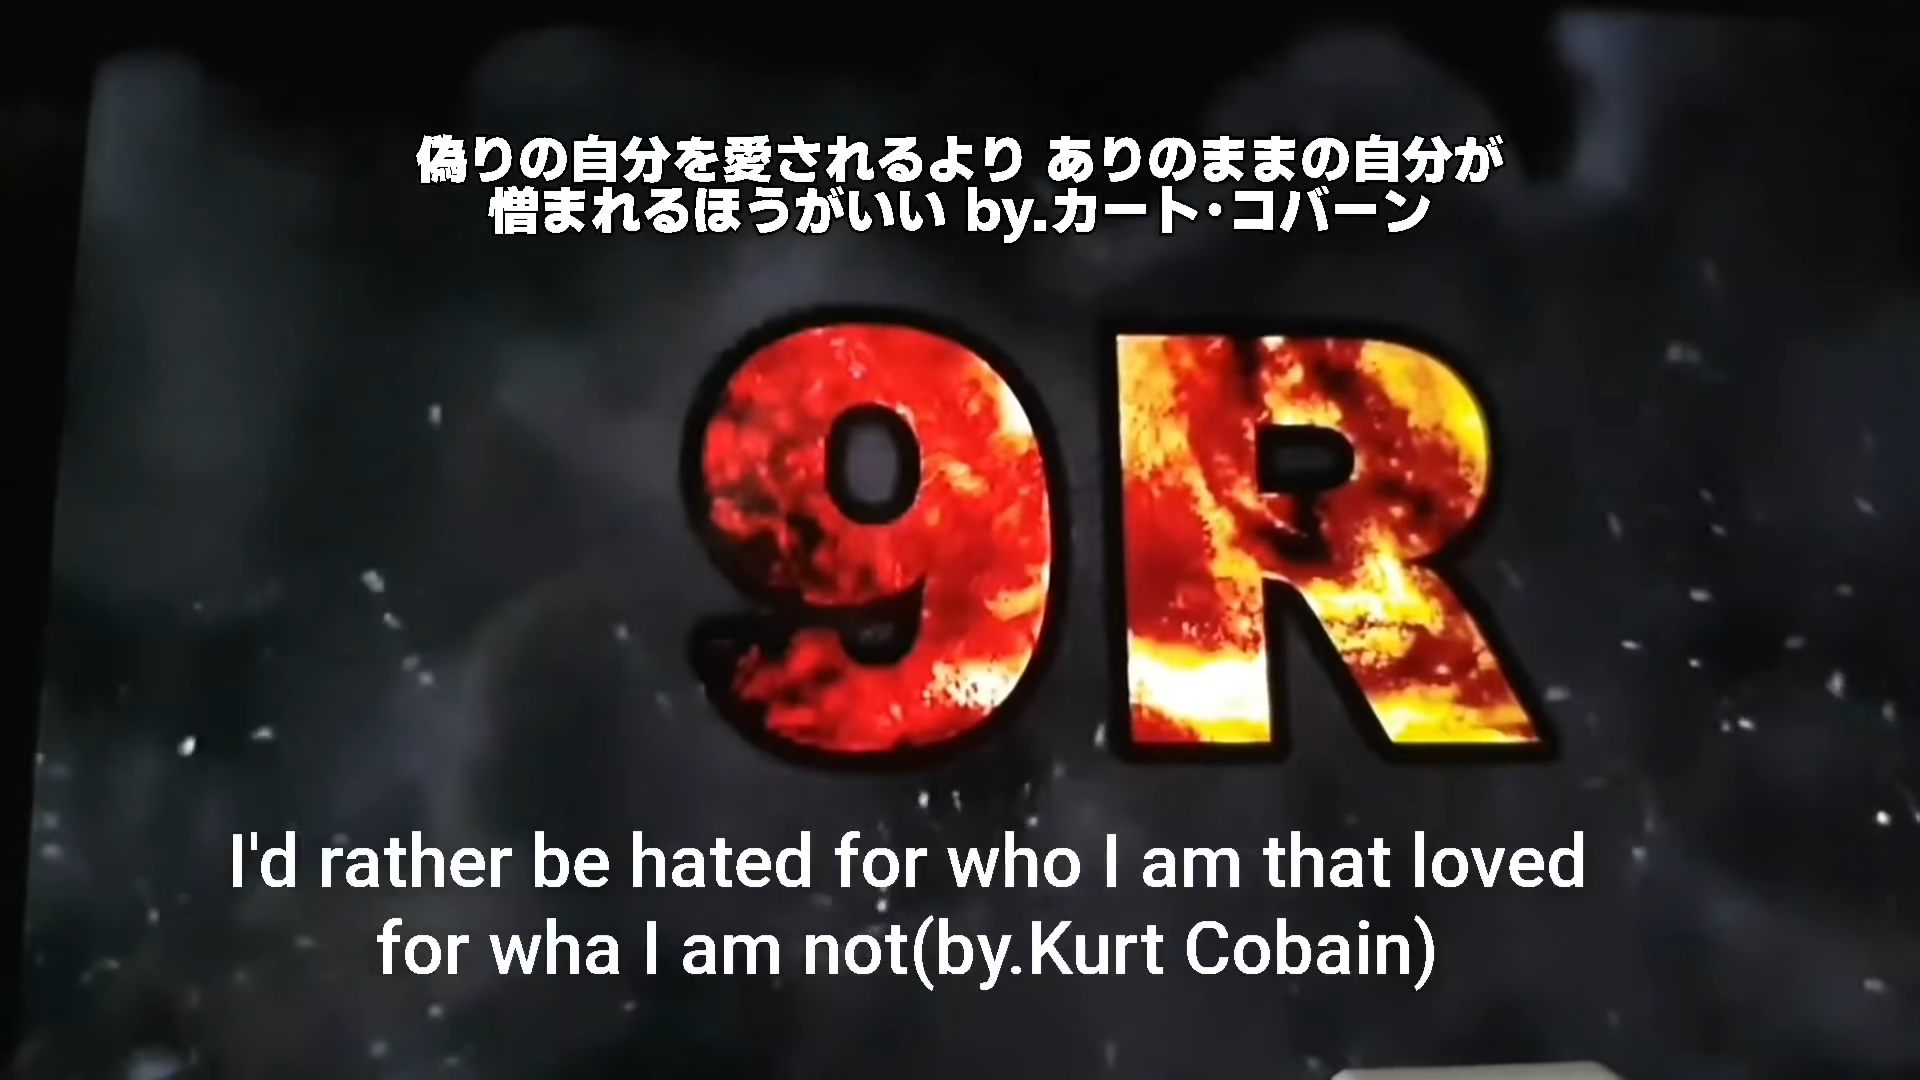 偽りの自分を愛されるより ありのままの自分が
憎まれるほうがいい by.カート・コバーン
9R
I'd rather be hated for who I am that loved
for wha I am not(by.Kurt Cobain)